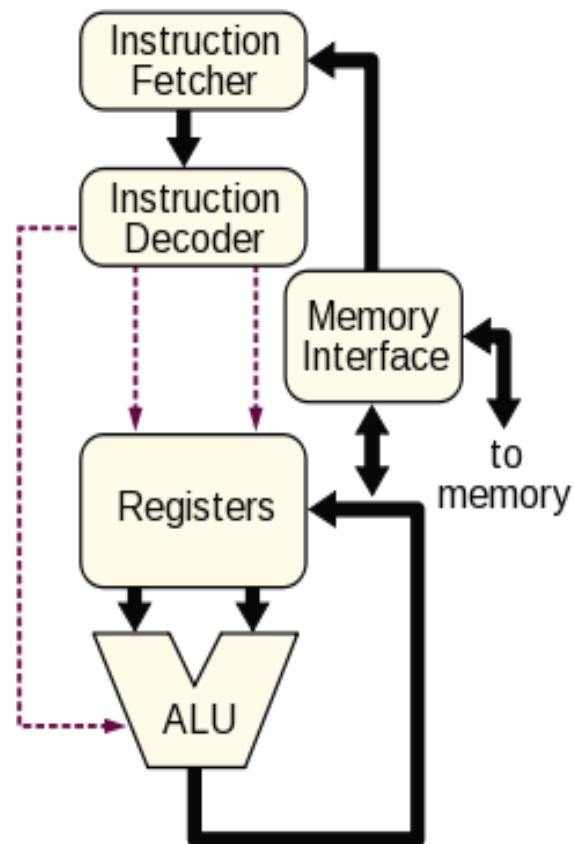 Instruction
Fetcher
Instruction
Decoder
Memory
Interface
to
memory
Registers
ALU